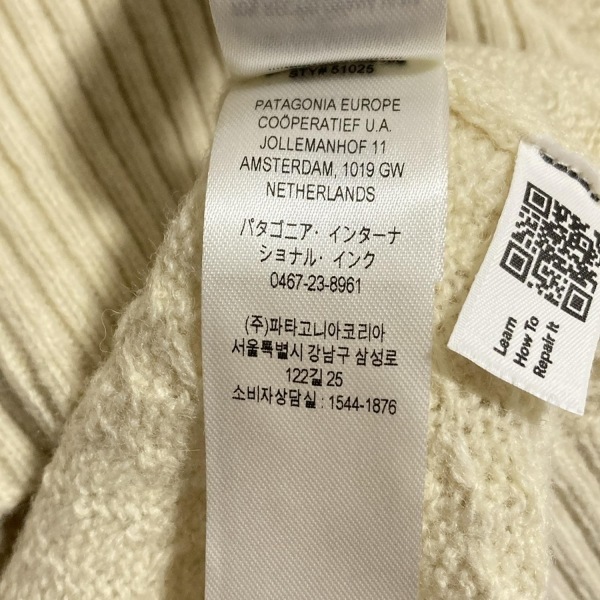 STY# 51025
PATAGONIA EUROPE
COÖPERATIEF U.A.
JOLLEMANHOF 11
AMSTERDAM, 1019 GW
NETHERLANDS
パタゴニア・インターナ
ショナル・インク
0467-23-8961
(주)파타고니아코리아
서울특별시 강남구 삼성로
122길 25
소비자상담실 : 1544-1876
Learn
How To
Repair It